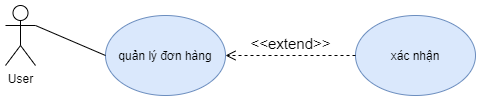 <<extend>>
quản lý đơn hàng
xác nhận
User